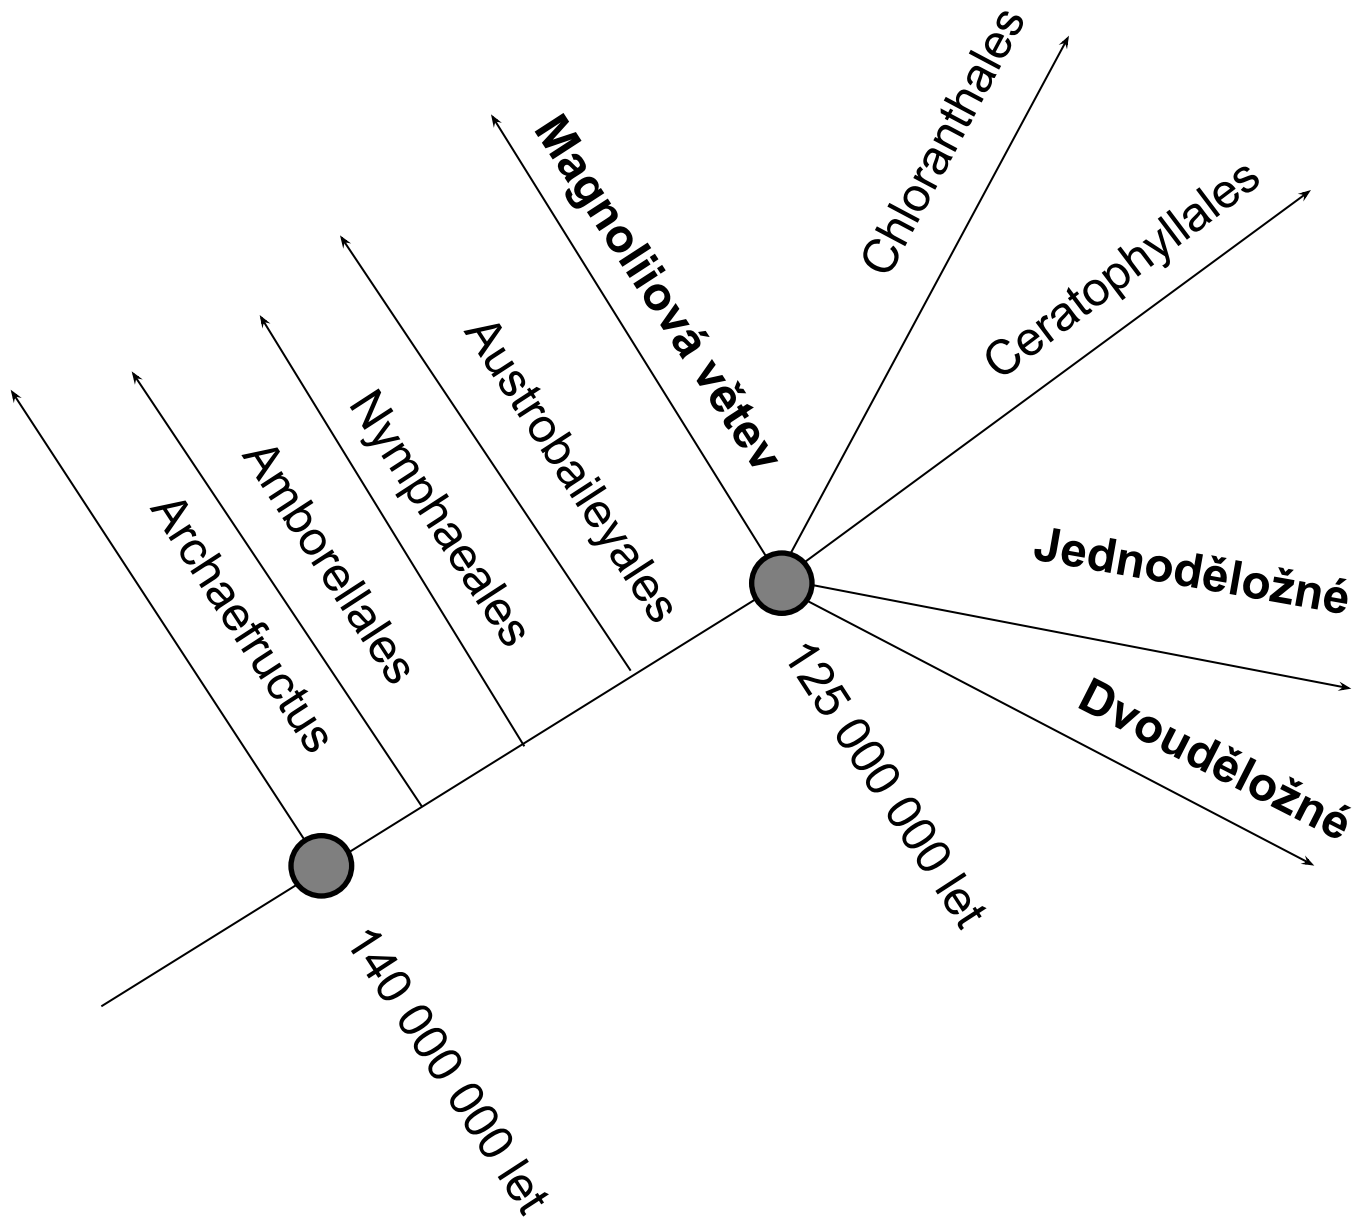 Archaefructus
Amborellales
Nymphaeales
Austrobaileyales
Magnoliiová větev
Chloranthales
Ceratophyllales
Jednoděložné
Dvouděložné
125 000 000 let
140 000 000 let